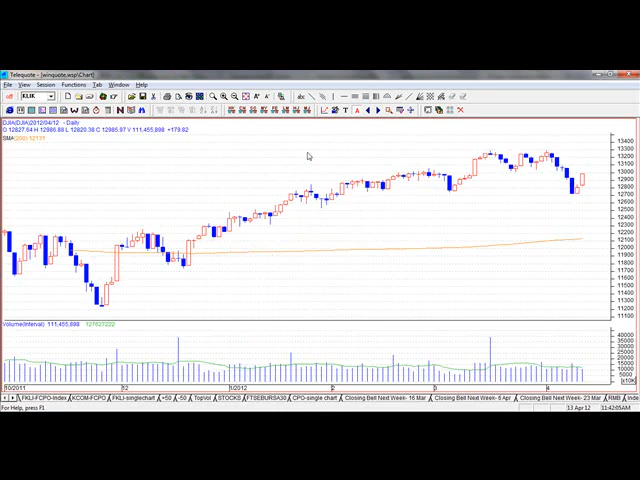 Telequote - [winquote.wsp:Chart]
File View Functions Tab Window Help
off KLIK
DJIA(DJIA)2012/04/12 - Daily
O 12827.64 H 12986.88 L 12820.38 C 12985.97 V 111,455,898 +179.82
SMA(200) 12131
13400
13200
13100
13000
12900
12800
12700
12600
12500
12400
12300
12200
12100
12000
11900
11800
11700
11600
11500
11400
11300
11200
11100
Volume(Interval) 111,455,898 127627222
40000
35000
30000
25000
20000
15000
10000
5000
x10K
10/2011 12 1/2012 2 3 4
FKLI-FCPO-Index KCOM-FCPO FKLI-singlechart +50 -50 TopVol STOCKS FTSEBURSA30 CPO-single chart Closing Bell Next Week- 16 Mar Closing Bell Next Week- 6 Apr Closing Bell Next Week- 23 Mar RMB Inde
For Help, press F1
13 Apr 12 11:42:05AM